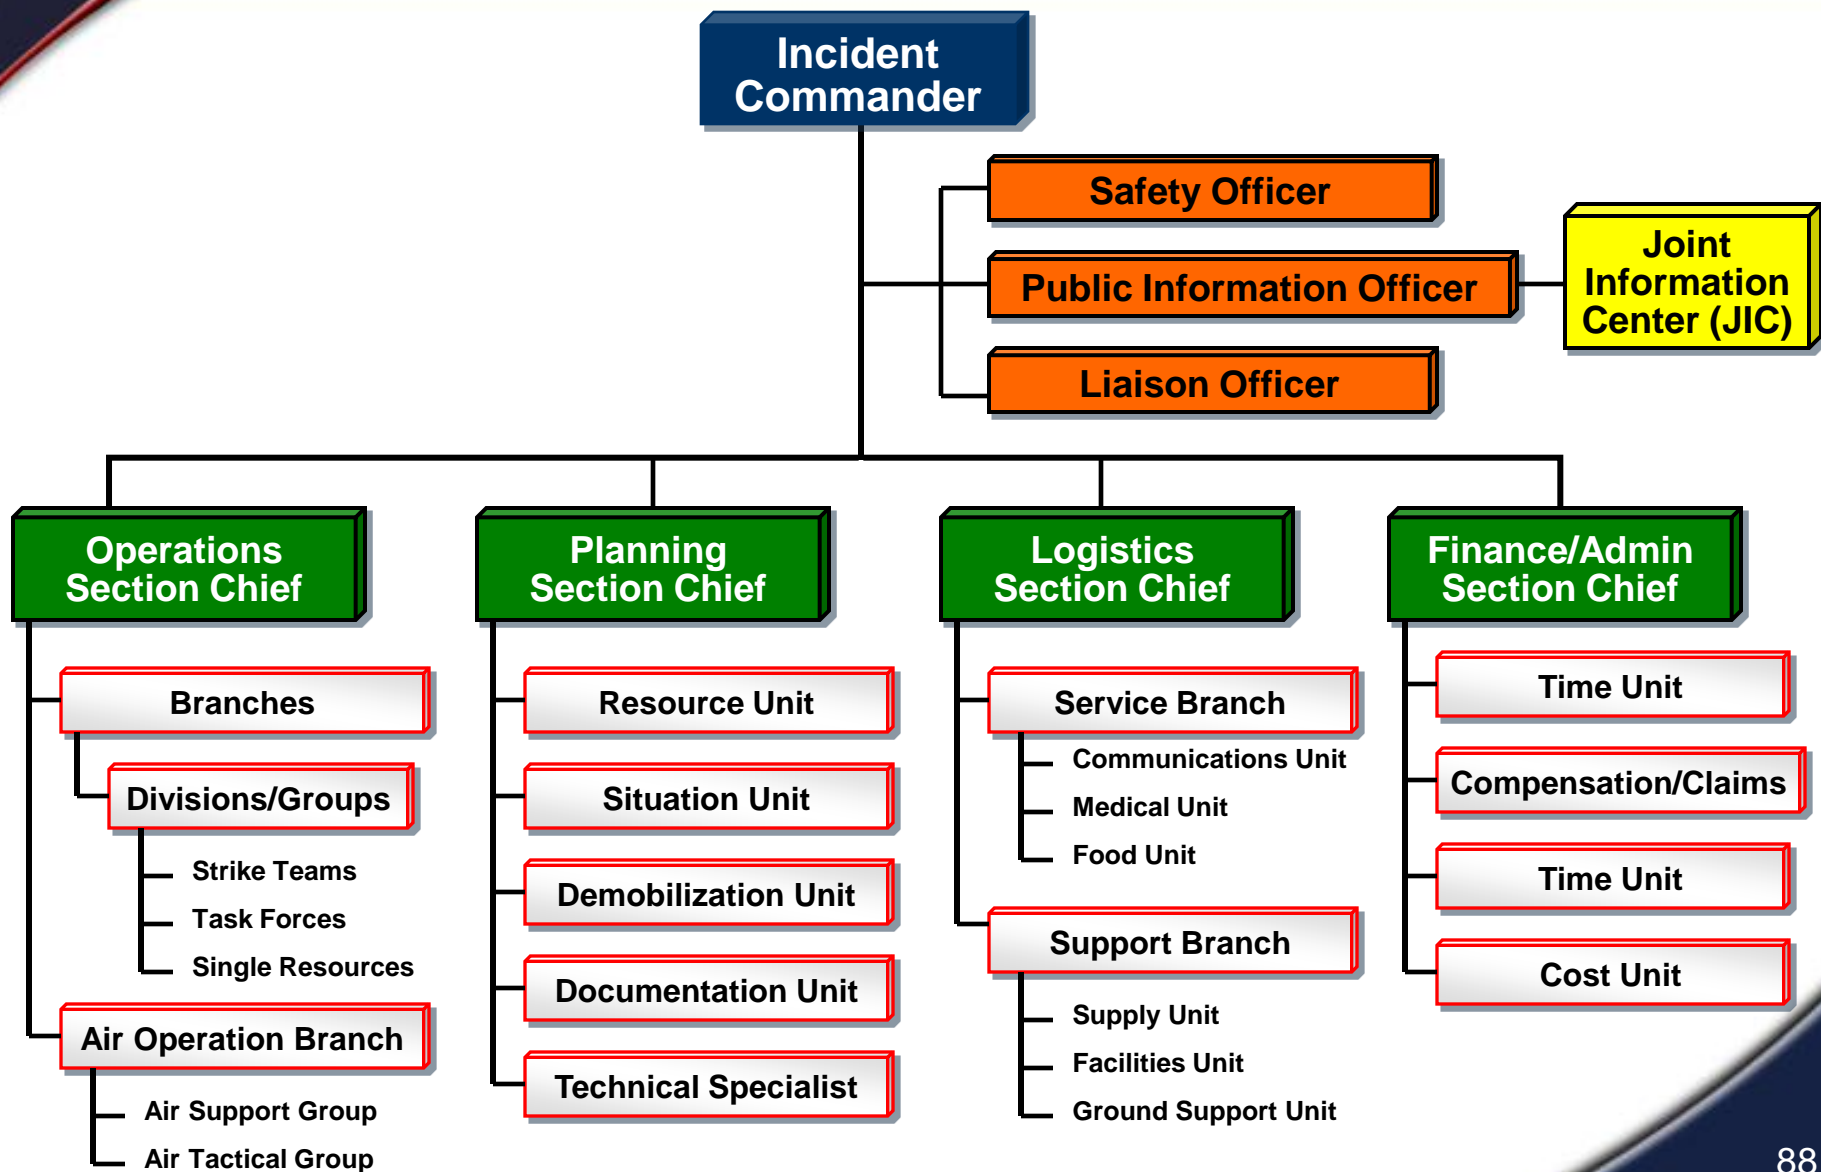 Incident
Commander
Safety Officer
Public Information Officer
Joint
Information
Center (JIC)
Liaison Officer
Operations
Section Chief
Branches
Divisions/Groups
Strike Teams
Task Forces
Single Resources
Air Operation Branch
Air Support Group
Air Tactical Group
Planning
Section Chief
Resource Unit
Situation Unit
Demobilization Unit
Documentation Unit
Technical Specialist
Logistics
Section Chief
Service Branch
Communications Unit
Medical Unit
Food Unit
Support Branch
Supply Unit
Facilities Unit
Ground Support Unit
Finance/Admin
Section Chief
Time Unit
Compensation/Claims
Time Unit
Cost Unit
88